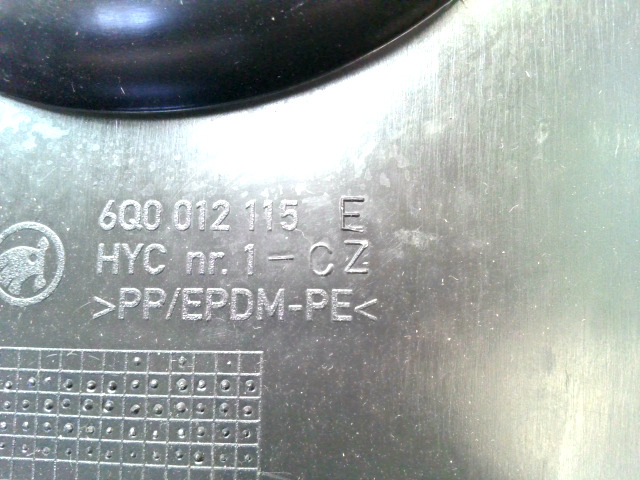 6Q0 012 115 E
HYC nr. 1 - CZ
>PP/EPDM-PE<